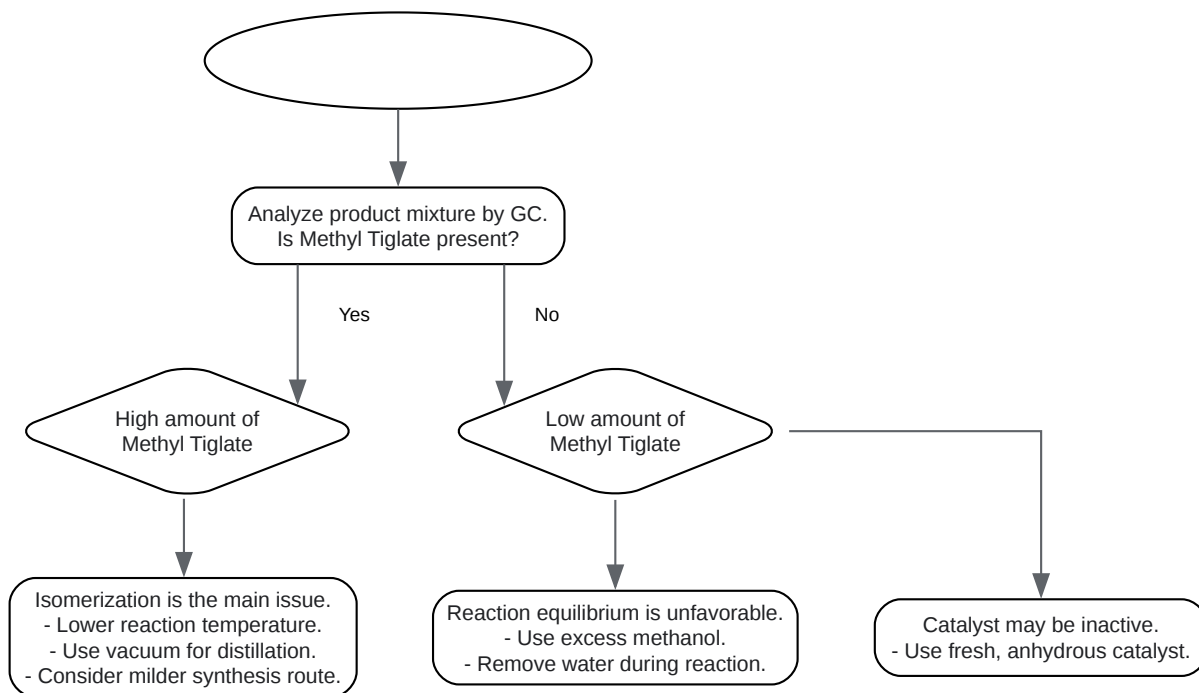 Analyze product mixture by GC.
Is Methyl Tiglate present?
Yes
No
High amount of
Methyl Tiglate
Low amount of
Methyl Tiglate
Isomerization is the main issue.
- Lower reaction temperature.
- Use vacuum for distillation.
- Consider milder synthesis route.
Reaction equilibrium is unfavorable.
- Use excess methanol.
- Remove water during reaction.
Catalyst may be inactive.
- Use fresh, anhydrous catalyst.